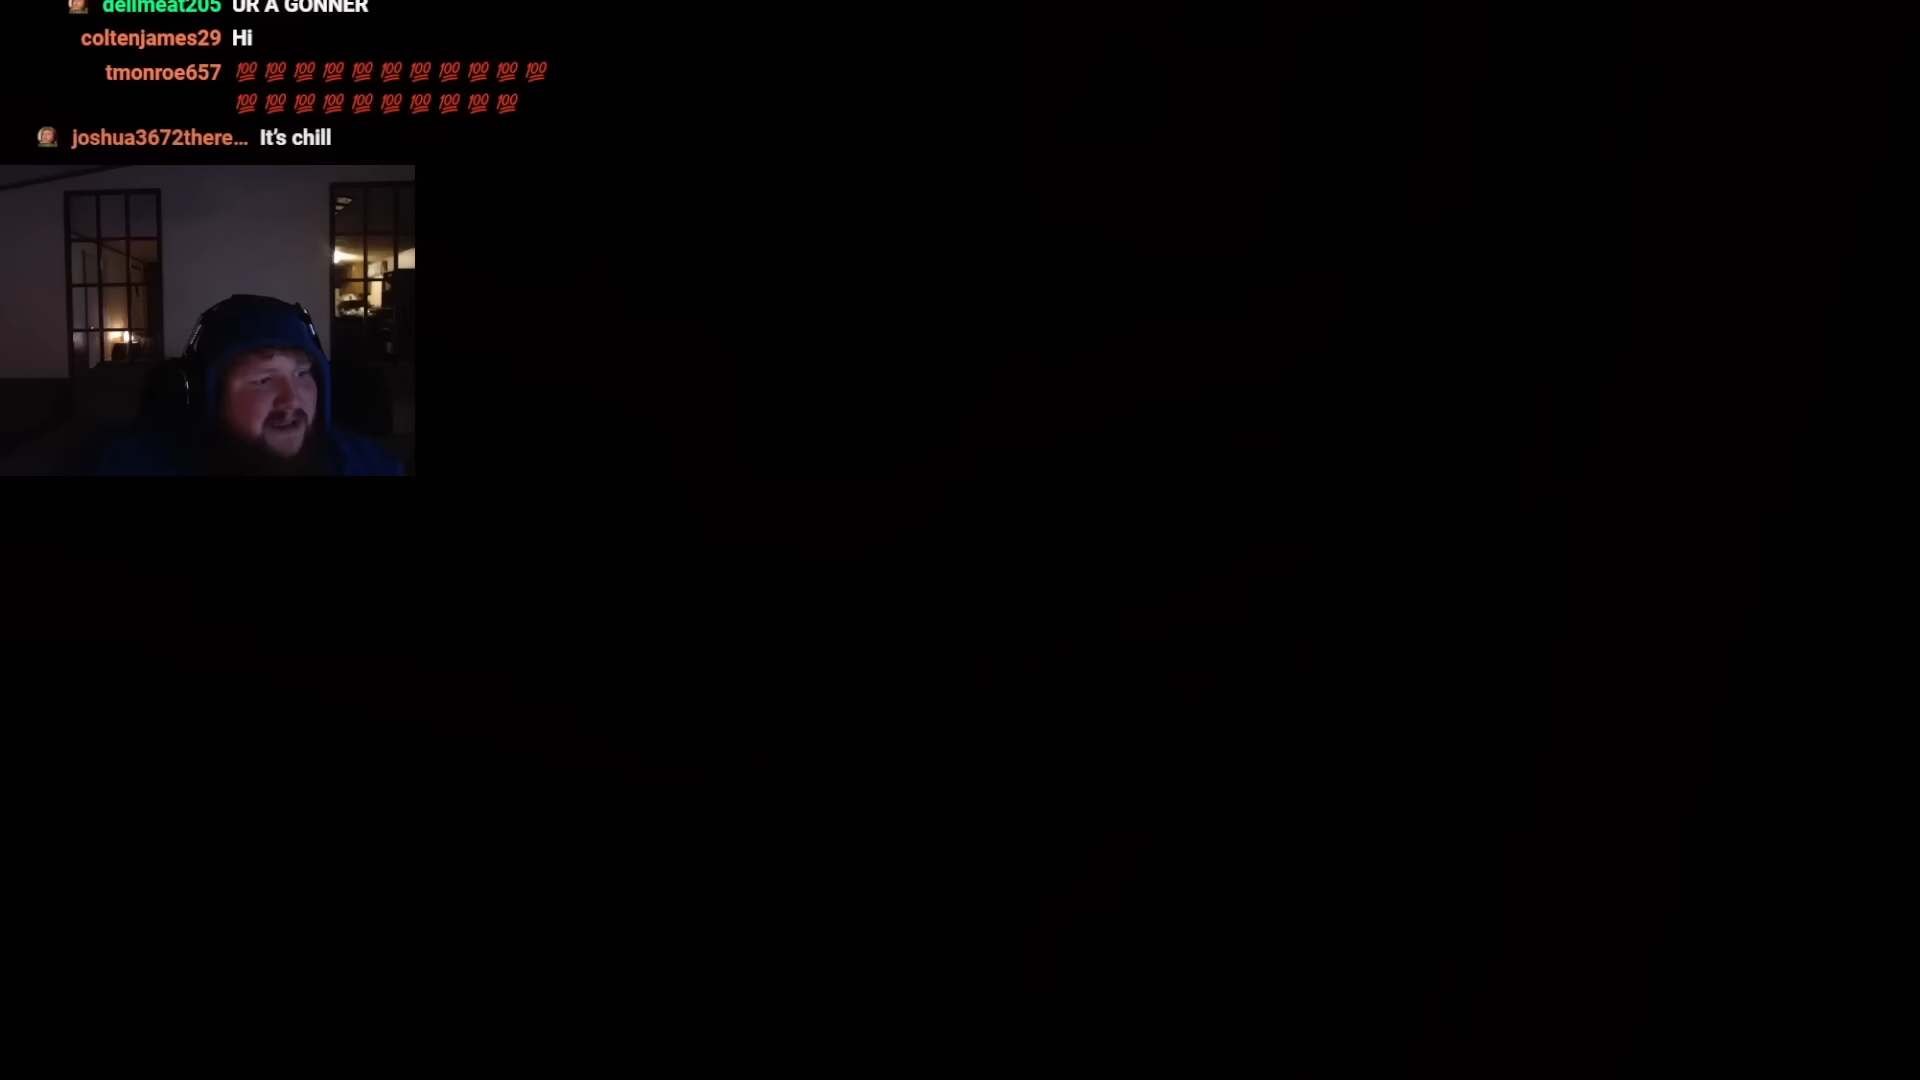 delimeat205 UR A GONNER
coltenjames29 Hi
tmonroe657 💯 💯 💯 💯 💯 💯 💯 💯 💯 💯 💯
💯 💯 💯 💯 💯 💯 💯 💯 💯 💯
joshua3672there... It's chill